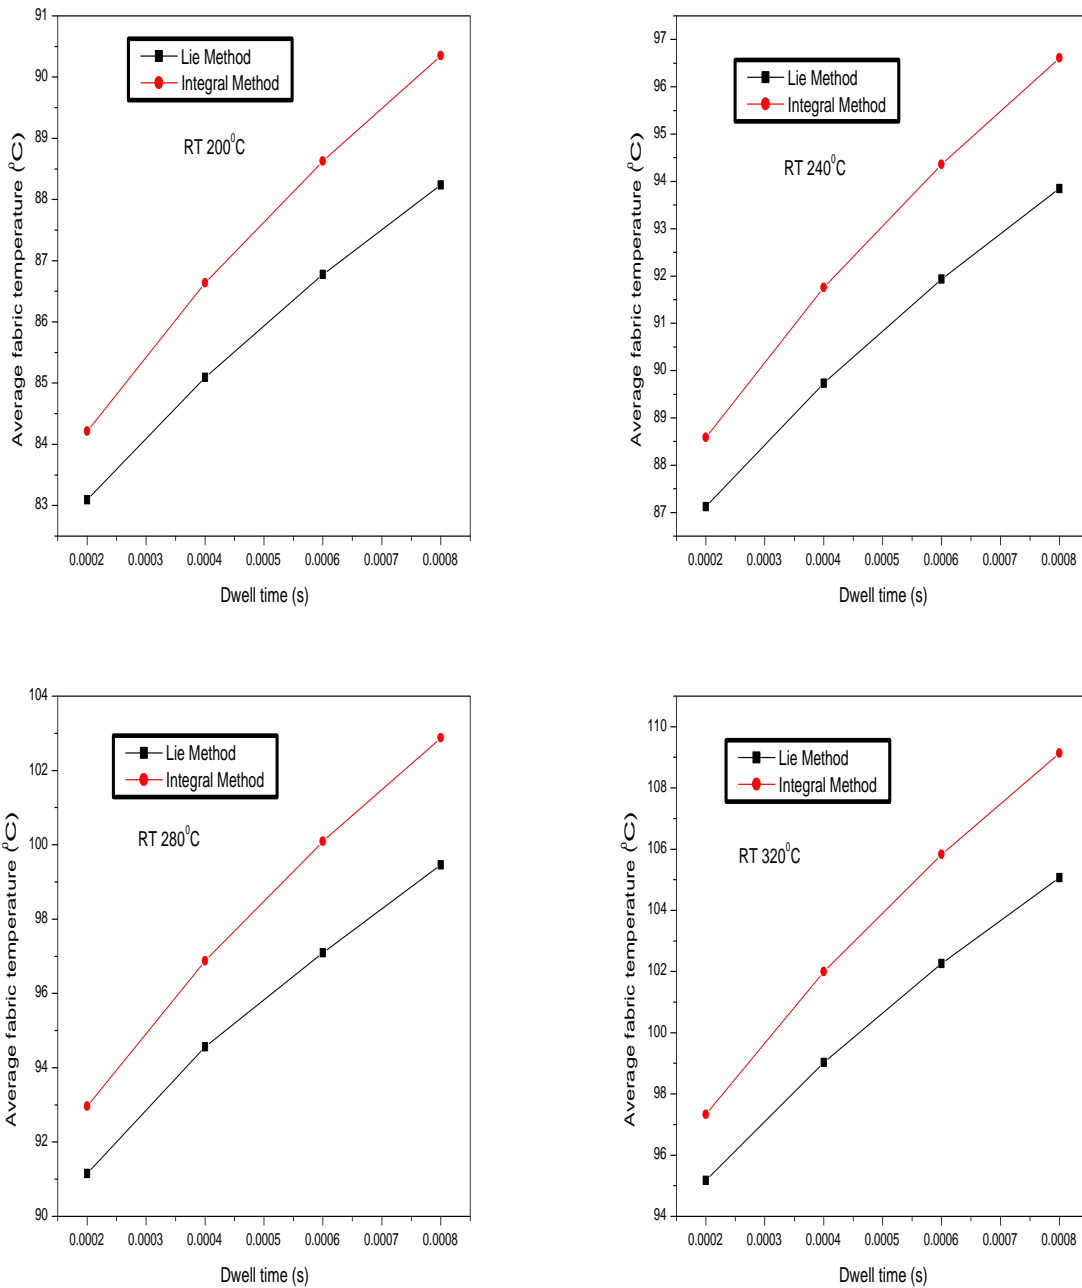 91
90
89
88
87
86
85
84
83
Average fabric temperature (⁰C)
Lie Method
Integral Method
RT 200⁰C
0.0002 0.0003 0.0004 0.0005 0.0006 0.0007 0.0008
Dwell time (s)
97
96
95
94
93
92
91
90
89
88
87
Average fabric temperature (⁰C)
Lie Method
Integral Method
RT 240⁰C
0.0002 0.0003 0.0004 0.0005 0.0006 0.0007 0.0008
Dwell time (s)
104
102
100
98
96
94
92
90
Average fabric temperature (⁰C)
Lie Method
Integral Method
RT 280⁰C
0.0002 0.0003 0.0004 0.0005 0.0006 0.0007 0.0008
Dwell time (s)
110
108
106
104
102
100
98
96
94
Average fabric temperature (⁰C)
Lie Method
Integral Method
RT 320⁰C
0.0002 0.0003 0.0004 0.0005 0.0006 0.0007 0.0008
Dwell time (s)